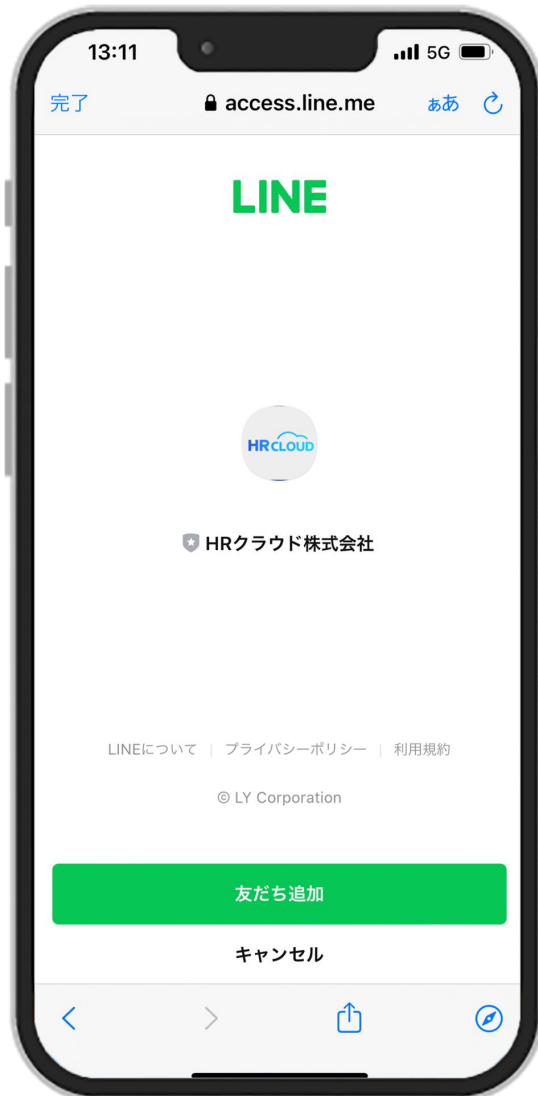 13:11 5G
完了 access.line.me ぁあ
LINE
HR CLOUD
HRクラウド株式会社
LINEについて | プライバシーポリシー | 利用規約
© LY Corporation
友だち追加
キャンセル